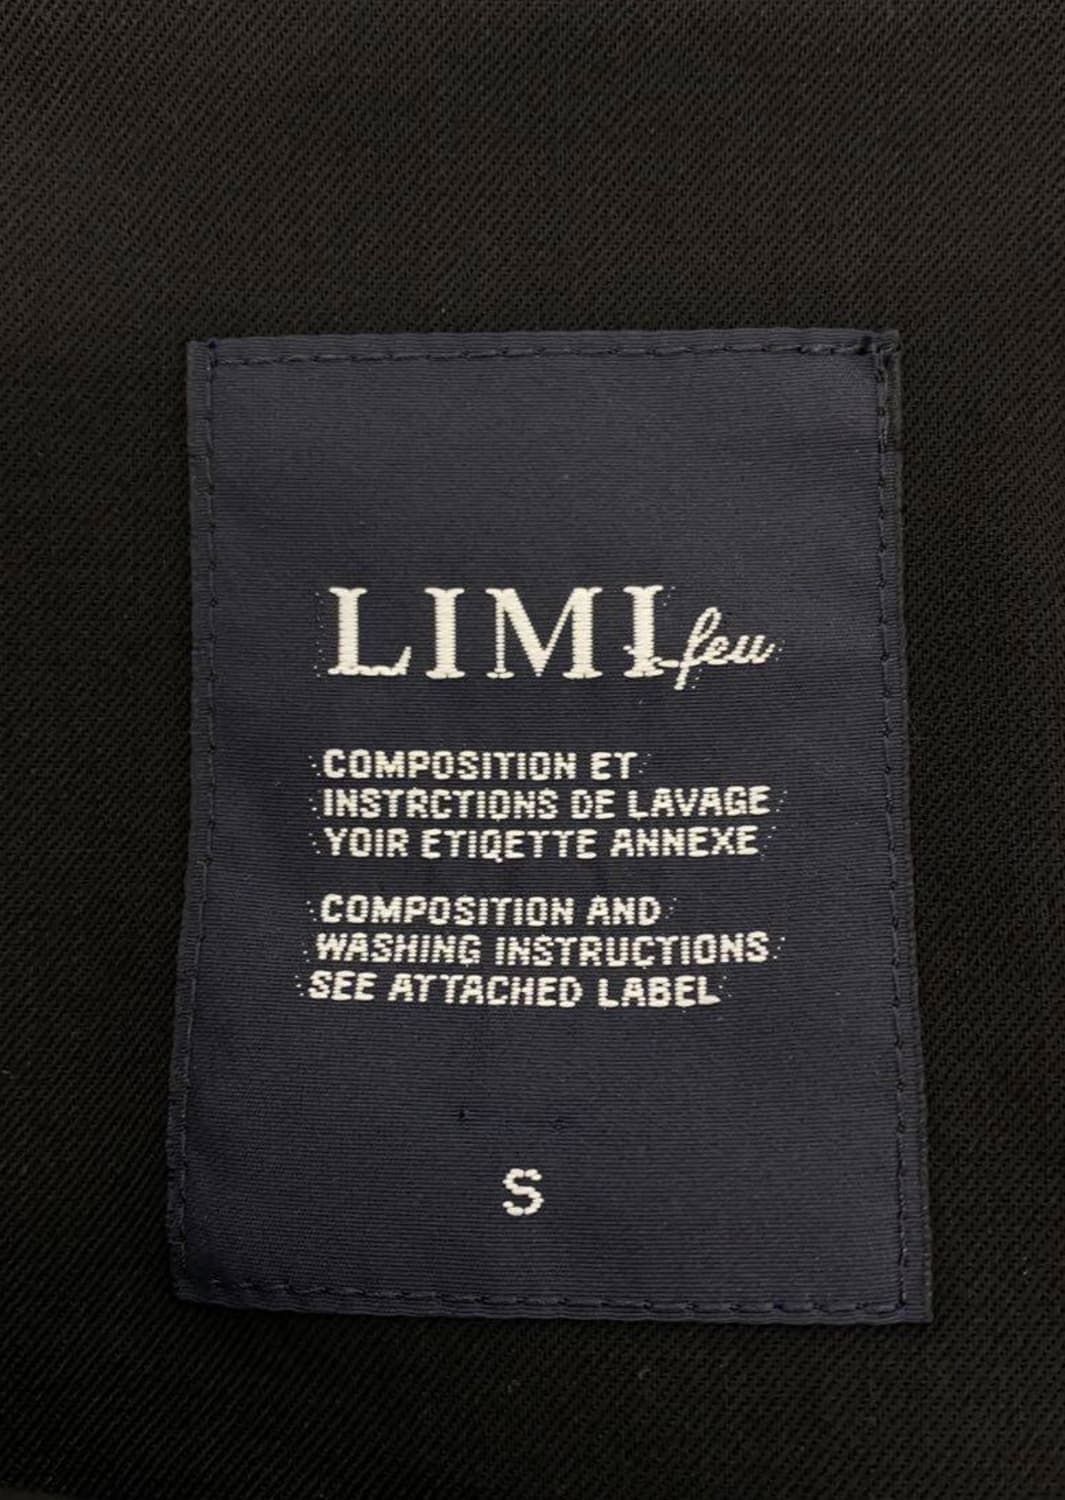 LIMI feu
COMPOSITION ET
INSTRCTIONS DE LAVAGE
YOIR ETIQETTE ANNEXE
COMPOSITION AND
WASHING INSTRUCTIONS
SEE ATTACHED LABEL
S